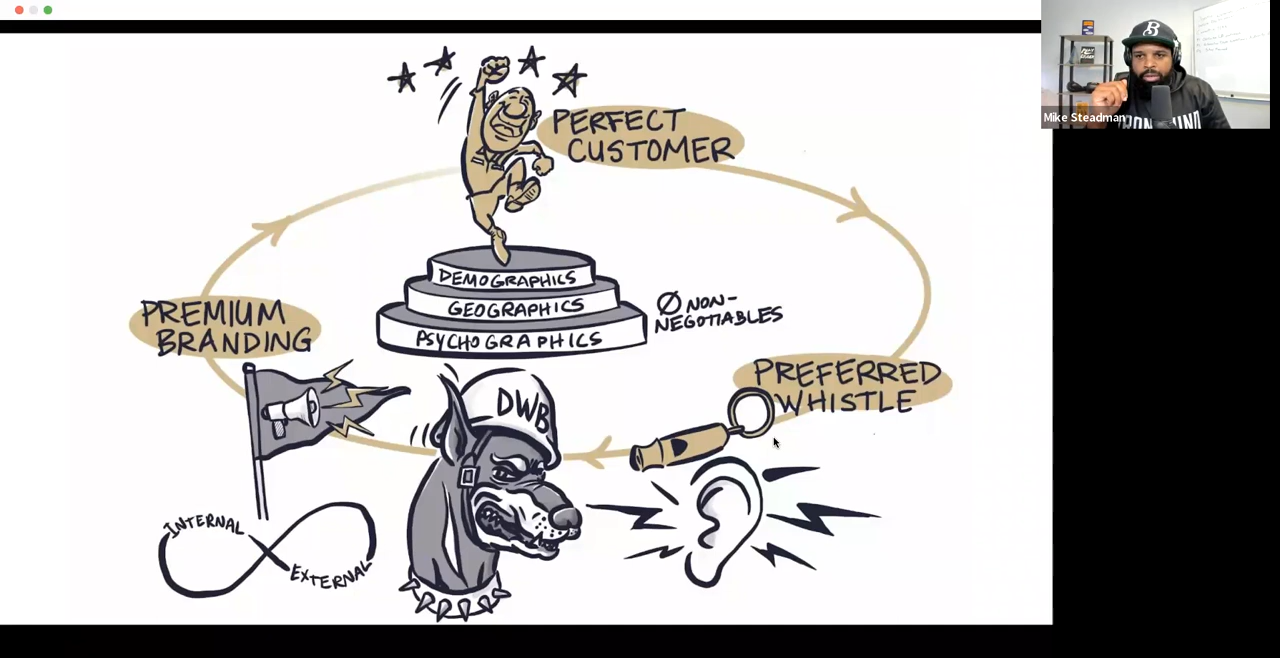 PERFECT
CUSTOMER
DEMOGRAPHICS
GEOGRAPHICS
PSYCHOGRAPHICS
Ø NON-
NEGOTIABLES
PREMIUM
BRANDING
PREFERRED
WHISTLE
DWB
INTERNAL
EXTERNAL
B
Mike Steadman